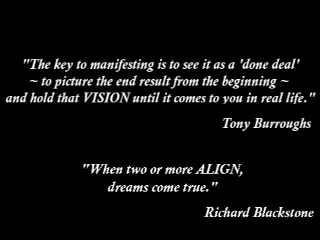 "The key to manifesting is to see it as a 'done deal'
~ to picture the end result from the beginning ~
and hold that VISION until it comes to you in real life."
Tony Burroughs
"When two or more ALIGN,
dreams come true."
Richard Blackstone